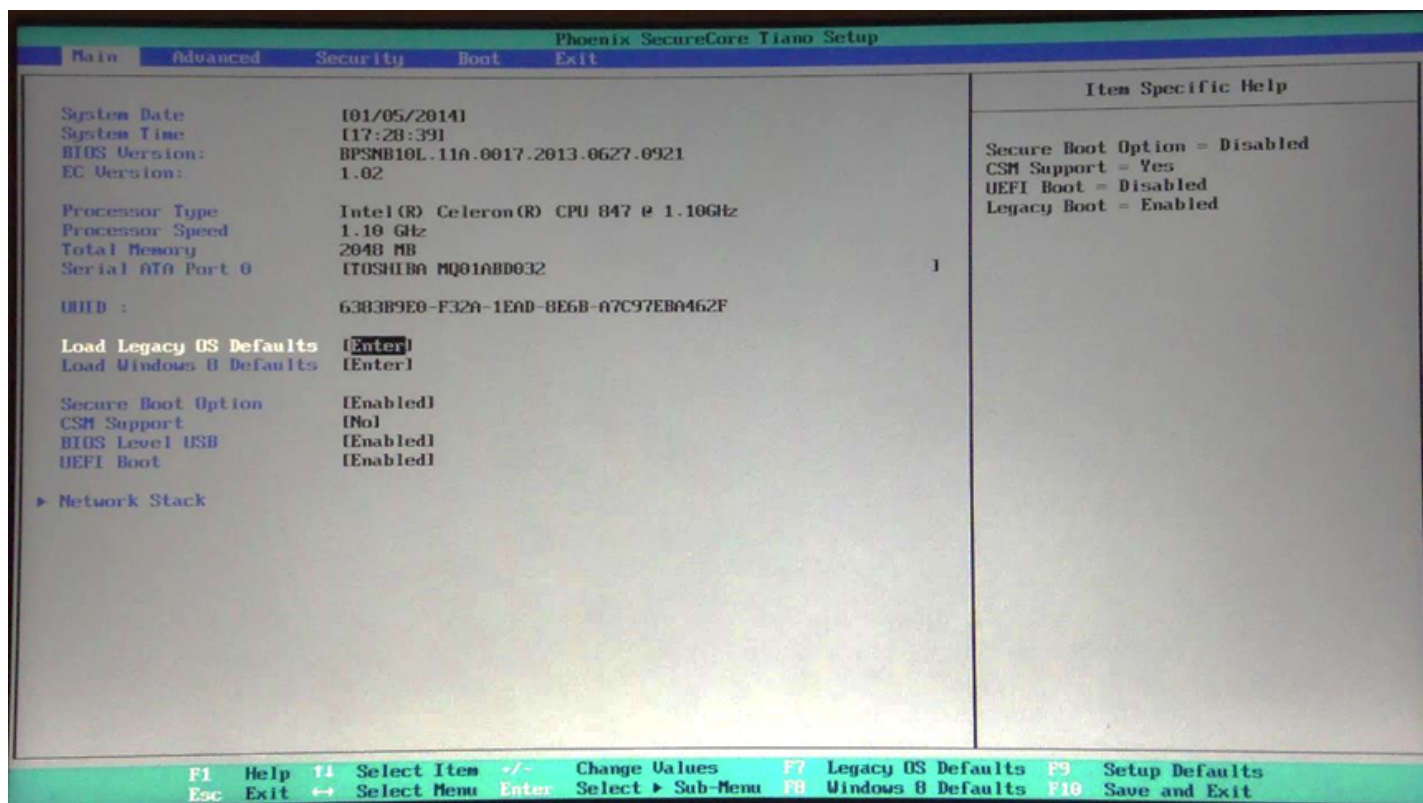 Phoenix SecureCore Tiano Setup
Main Advanced Security Boot Exit
System Date [01/05/2014]
System Time [17:28:39]
BIOS Version: BPSNB10L.11A.0017.2013.0627.0921
EC Version: 1.02
Processor Type Intel(R) Celeron(R) CPU 847 @ 1.10GHz
Processor Speed 1.10 GHz
Total Memory 2048 MB
Serial ATA Port 0 [TOSHIBA MQ01ABD032 ]
UUID : 6383B9E0-F32A-1EAD-8E6B-A7C97EBA462F
Load Legacy OS Defaults [Enter]
Load Windows 8 Defaults [Enter]
Secure Boot Option [Enabled]
CSM Support [No]
BIOS Level USB [Enabled]
UEFI Boot [Enabled]
▶ Network Stack
Item Specific Help
Secure Boot Option = Disabled
CSM Support = Yes
UEFI Boot = Disabled
Legacy Boot = Enabled
F1 Help ↑↓ Select Item +/- Change Values F7 Legacy OS Defaults F9 Setup Defaults
Esc Exit ↔ Select Menu Enter Select ▶ Sub-Menu F8 Windows 8 Defaults F10 Save and Exit